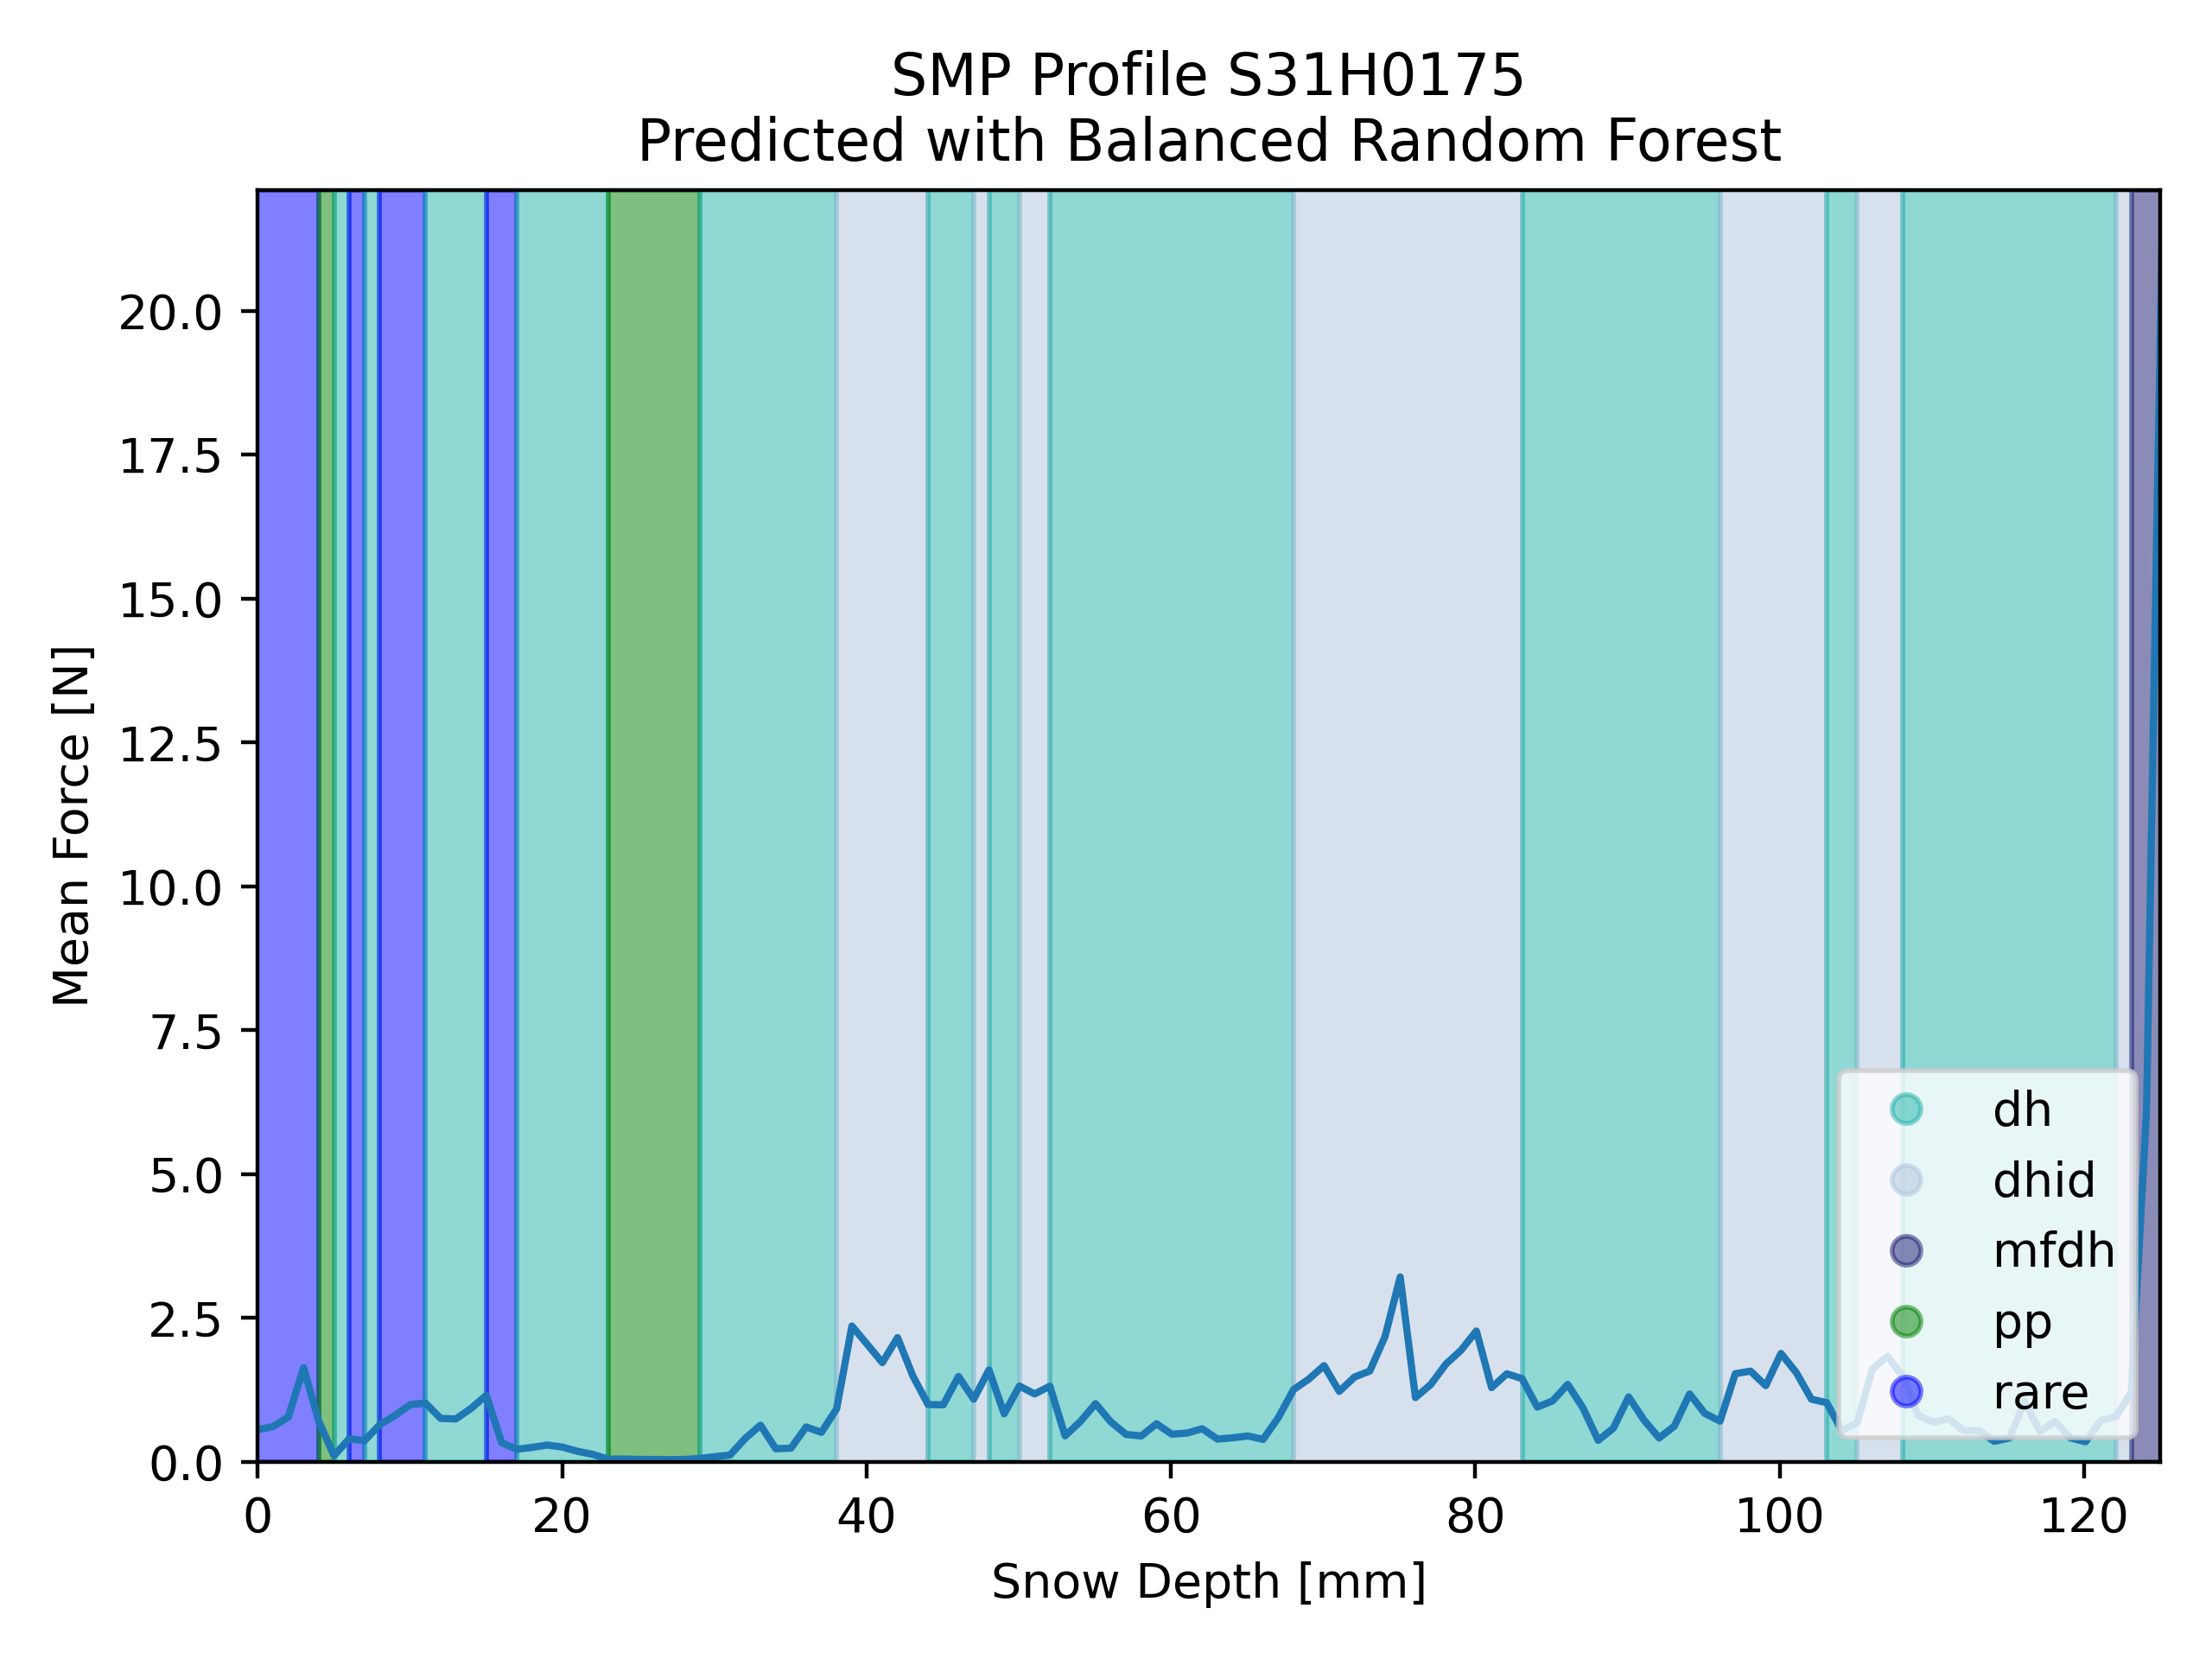 SMP Profile S31H0175
Predicted with Balanced Random Forest
20.0
17.5
15.0
12.5
10.0
7.5
5.0
2.5
0.0
Mean Force [N]
dh
dhid
mfdh
pp
rare
0 20 40 60 80 100 120
Snow Depth [mm]